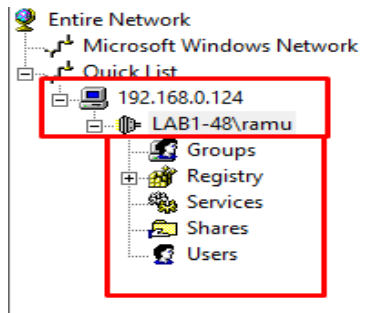 Entire Network
Microsoft Windows Network
Quick List
192.168.0.124
LAB1-48\ramu
Groups
Registry
Services
Shares
Users